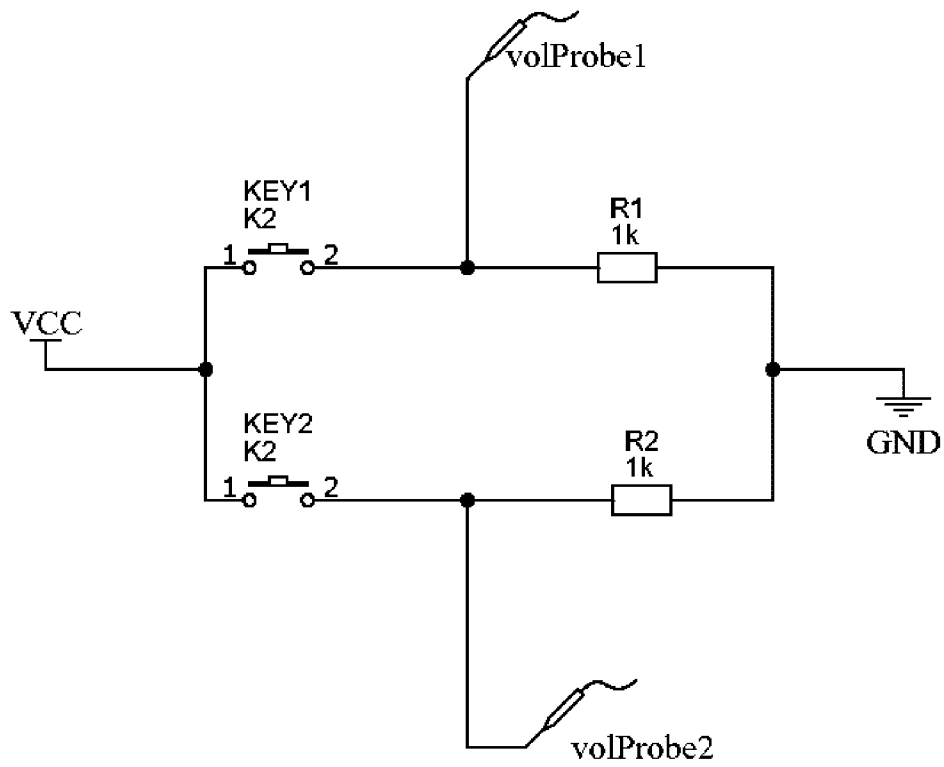 volProbe1
KEY1
K2
1 2
R1
1k
VCC
KEY2
K2
1 2
R2
1k
GND
volProbe2